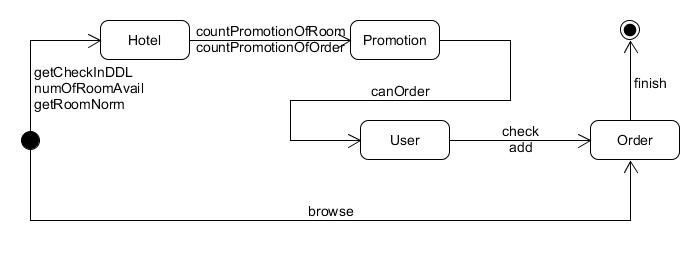 Hotel
countPromotionOfRoom
countPromotionOfOrder
Promotion
getCheckInDDL
numOfRoomAvail
getRoomNorm
finish
canOrder
User
check
add
Order
browse